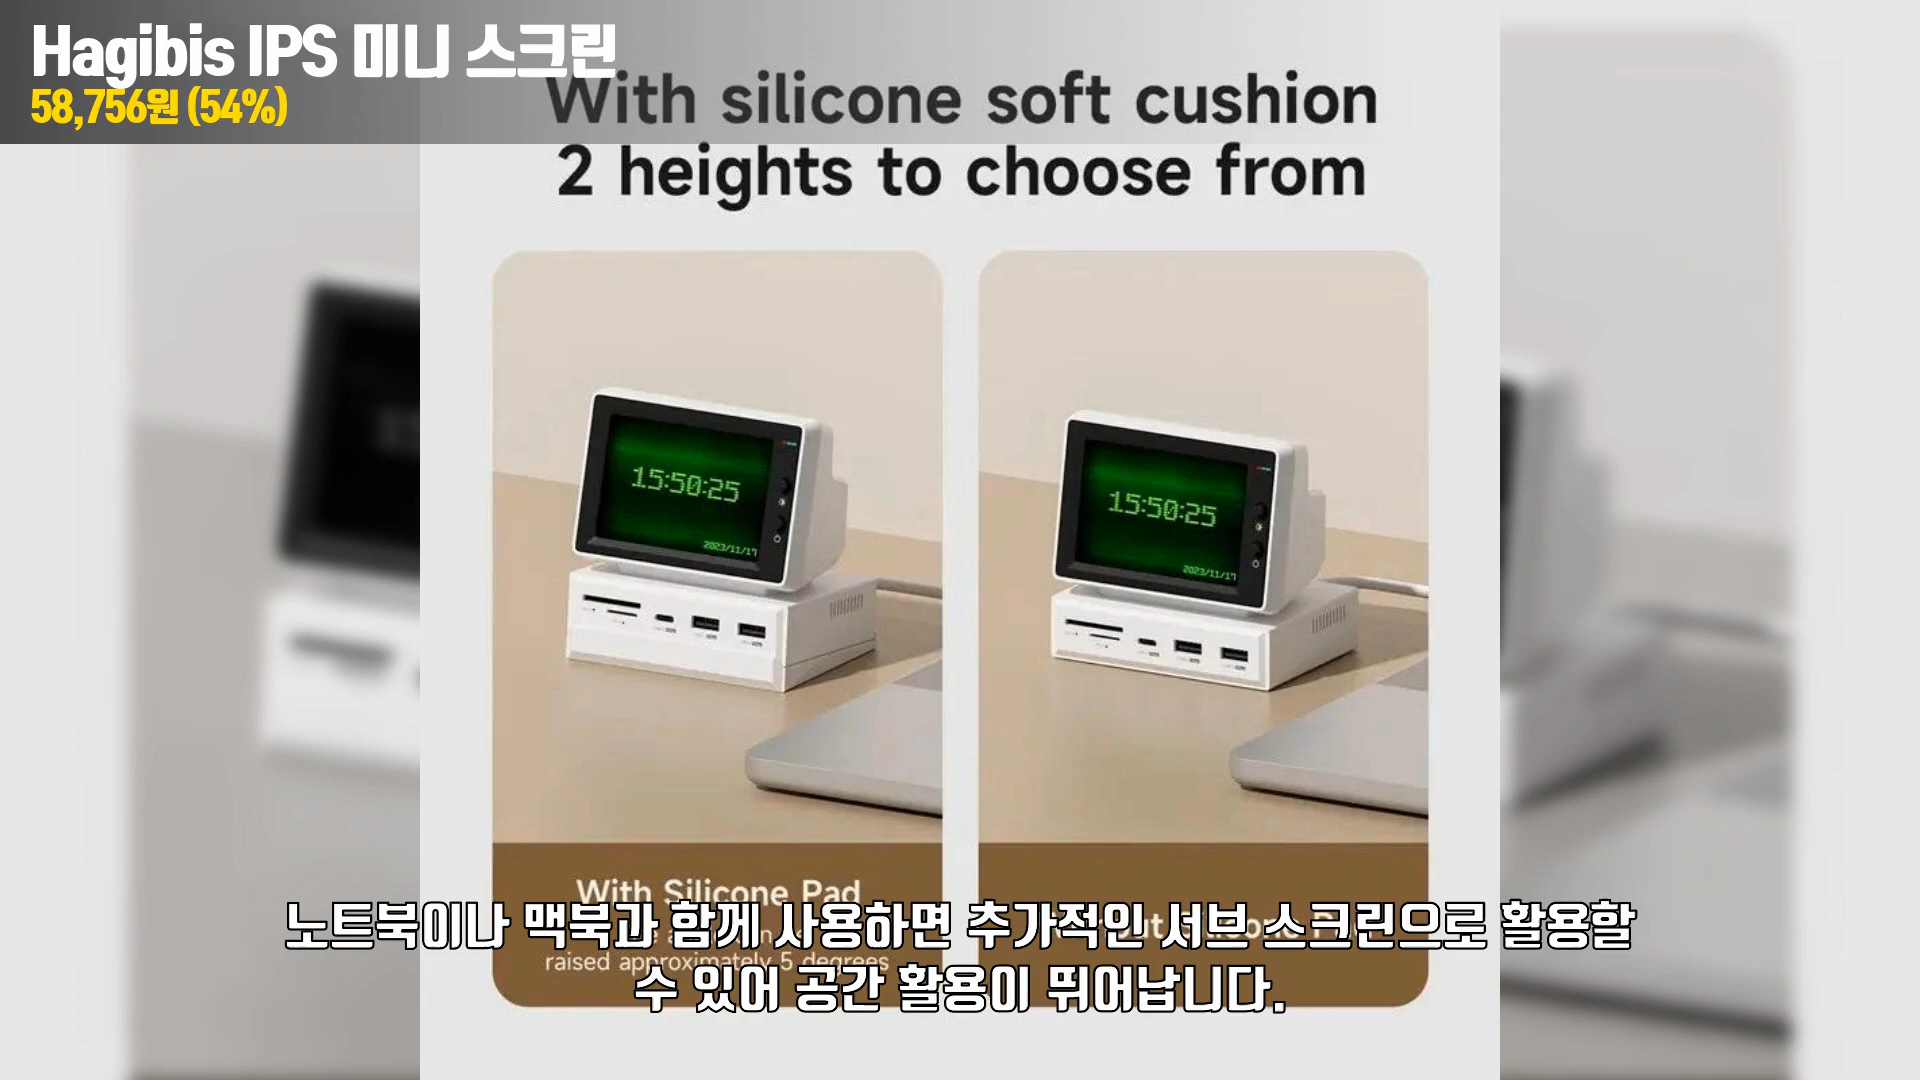 Hagibis IPS 미니 스크린
58,756원 (54%)
With silicone soft cushion
2 heights to choose from
15:50:25
2023/11/17
15:50:25
2023/11/17
With Silicone Pad
raised approximately 5 degrees
노트북이나 맥북과 함께 사용하면 추가적인 서브 스크린으로 활용할
수 있어 공간 활용이 뛰어납니다.